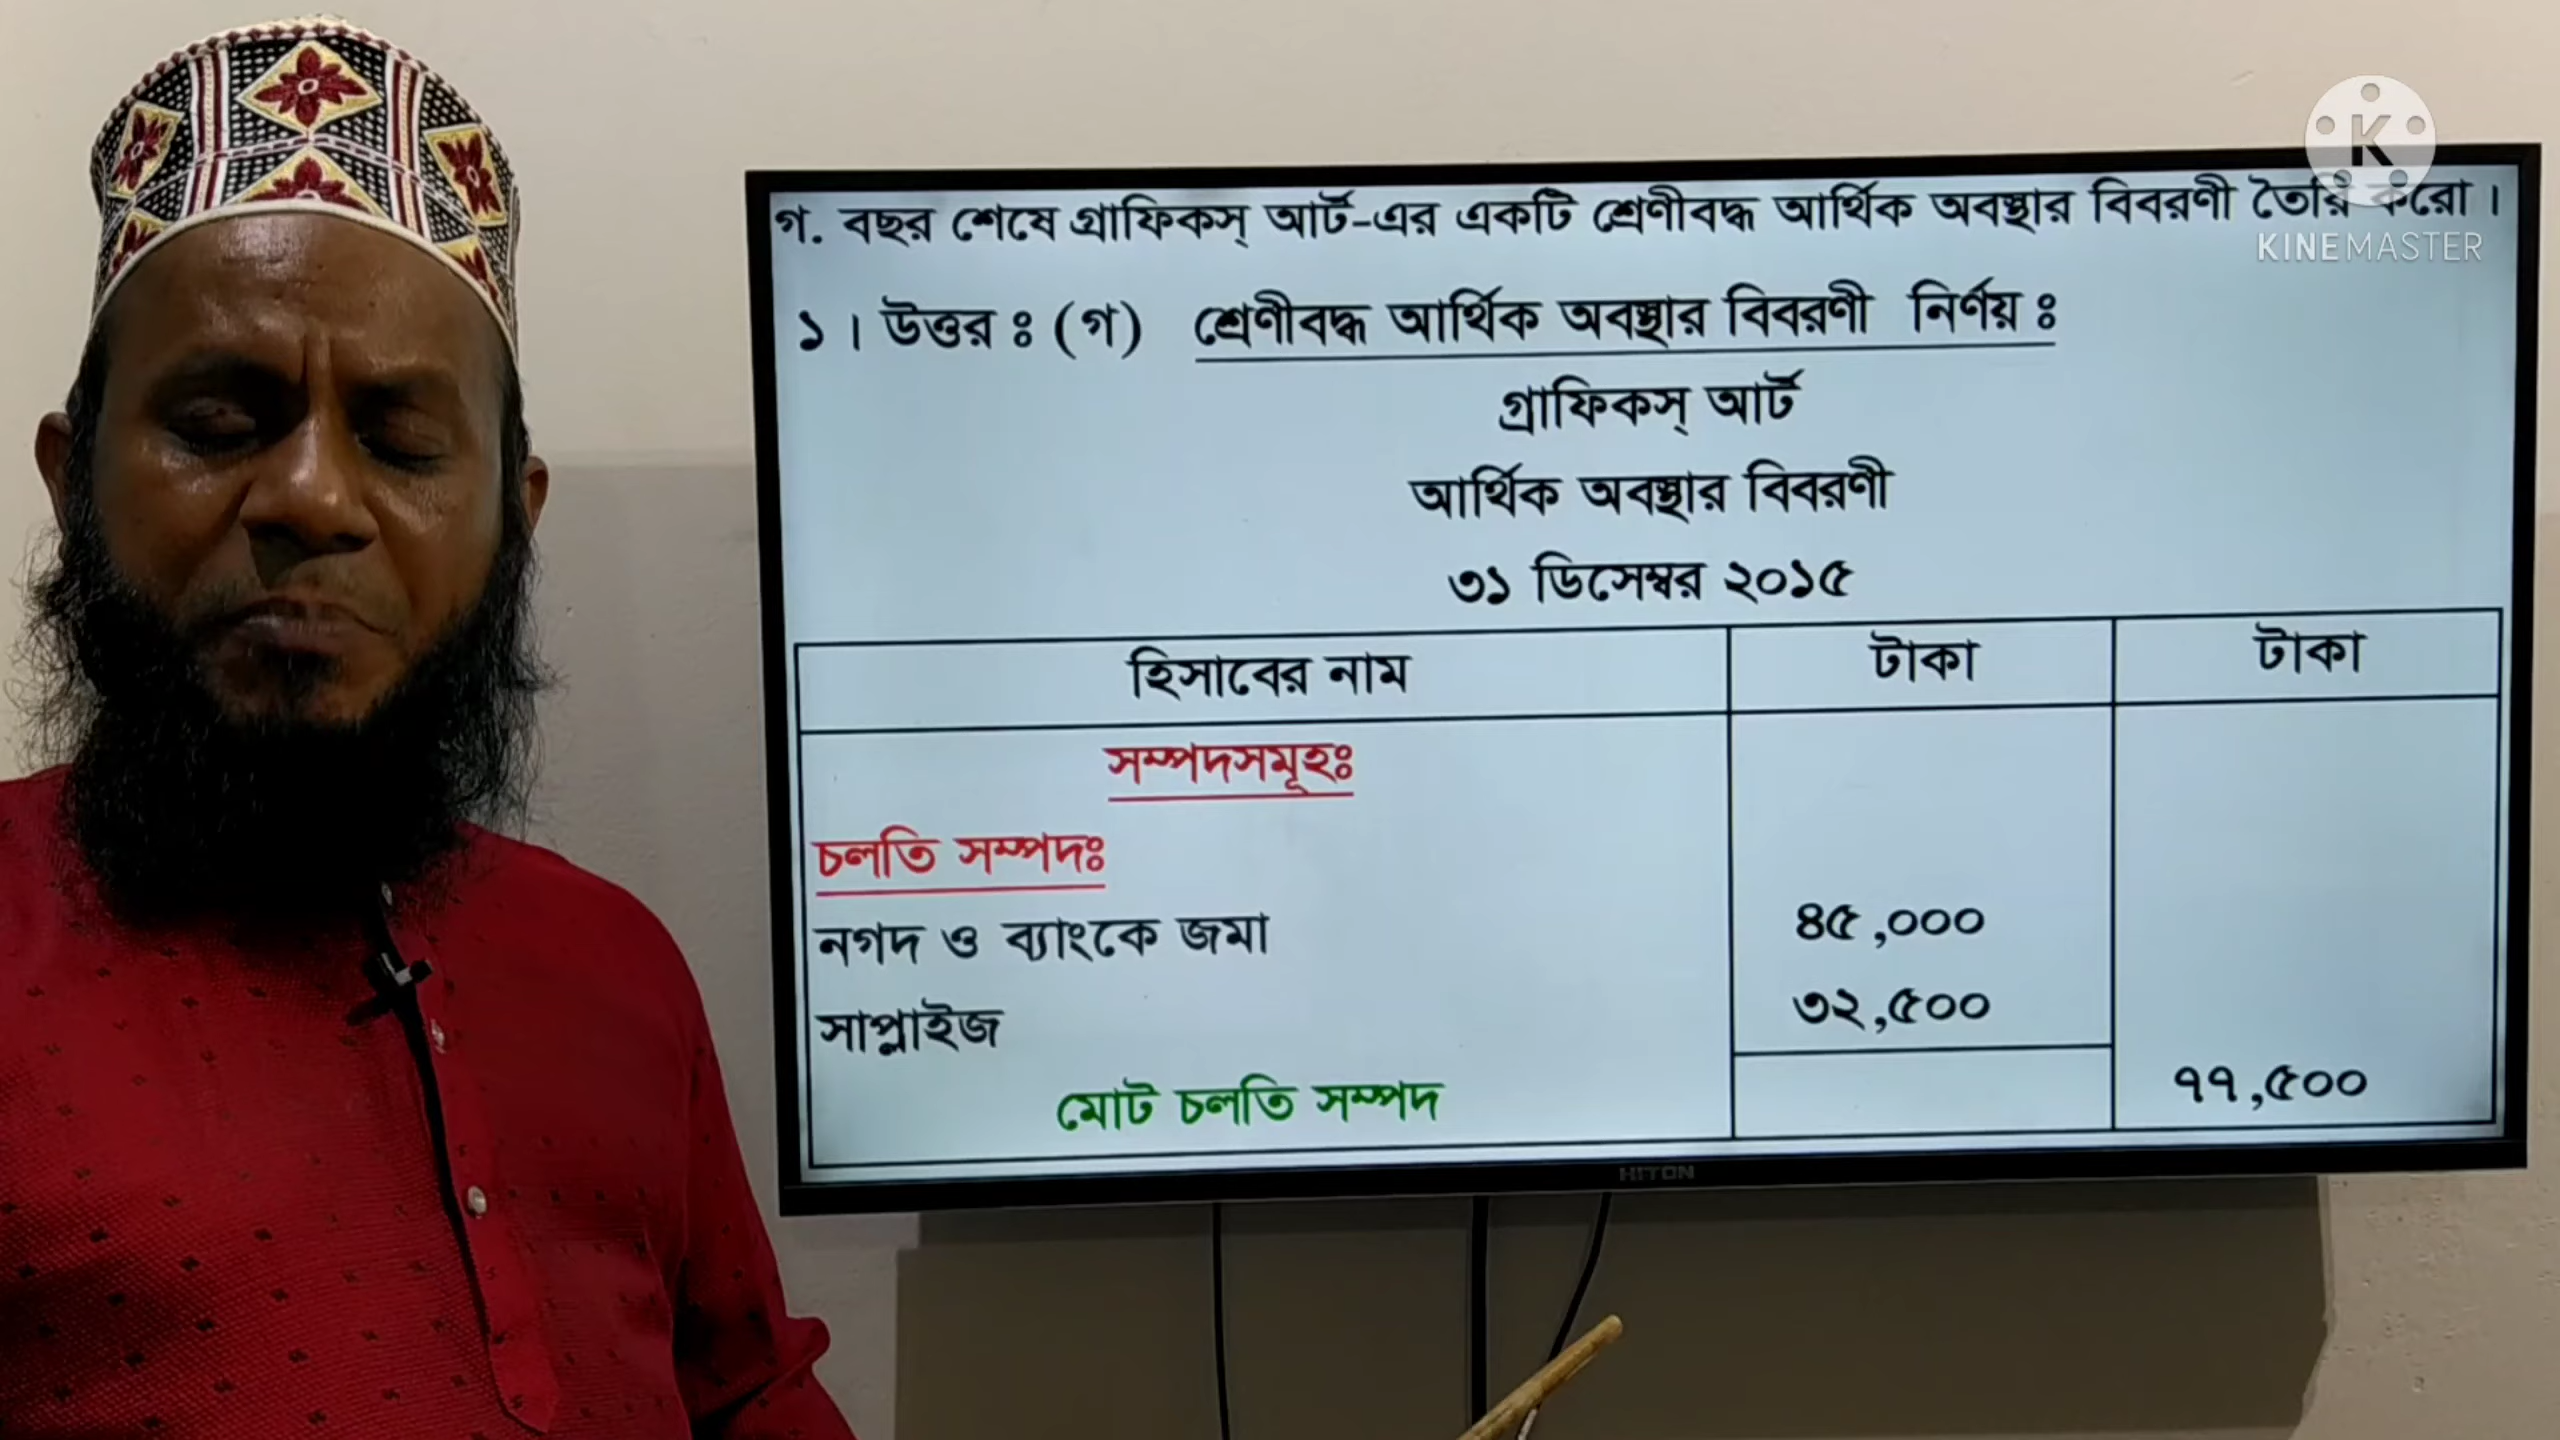 K
KINEMASTER
গ. বছর শেষে গ্রাফিকস্ আর্ট-এর একটি শ্রেণীবদ্ধ আর্থিক অবস্থার বিবরণী তৈরি করো।
১। উত্তর ঃ (গ) শ্রেণীবদ্ধ আর্থিক অবস্থার বিবরণী নির্ণয় ঃ
গ্রাফিকস্ আর্ট
আর্থিক অবস্থার বিবরণী
৩১ ডিসেম্বর ২০১৫
হিসাবের নাম টাকা টাকা
সম্পদসমূহঃ
চলতি সম্পদঃ
নগদ ও ব্যাংকে জমা ৪৫,০০০
সাপ্লাইজ ৩২,৫০০
মোট চলতি সম্পদ ৭৭,৫০০
HITON